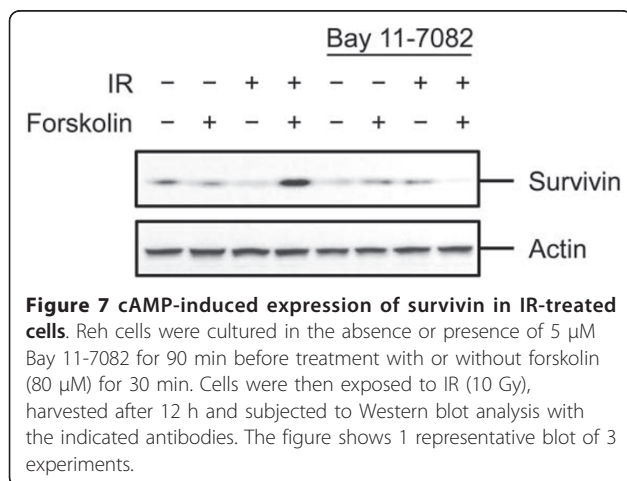 Bay 11-7082
IR – – + + – – + +
Forskolin – + – + – + – +
Survivin
Actin
Figure 7 cAMP-induced expression of survivin in IR-treated
cells. Reh cells were cultured in the absence or presence of 5 μM
Bay 11-7082 for 90 min before treatment with or without forskolin
(80 μM) for 30 min. Cells were then exposed to IR (10 Gy),
harvested after 12 h and subjected to Western blot analysis with
the indicated antibodies. The figure shows 1 representative blot of 3
experiments.